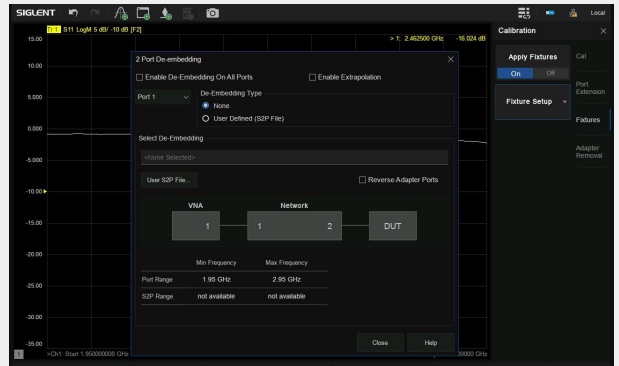 SIGLENT Local
Tr 1 S11 LogM 5 dB/ -10 dB [F2]
> 1: 2.462500 GHz -16.024 dB
15.00
10.00
5.000
0.000
-5.000
-10.00
-15.00
-20.00
-25.00
-30.00
-35.00
1 >Ch1: Start 1.950000000 GHz
2 Port De-embedding
Enable De-Embedding On All Ports Enable Extrapolation
Port 1 De-Embedding Type
None
User Defined (S2P File)
Select De-Embedding
<None Selected>
User S2P File... Reverse Adapter Ports
VNA Network
1 1 2 DUT
Min Frequency Max Frequency
Port Range 1.95 GHz 2.95 GHz
S2P Range not available not available
Close Help
Calibration
Apply Fixtures
On Off
Fixture Setup
Cal
Port Extension
Fixtures
Adapter Removal